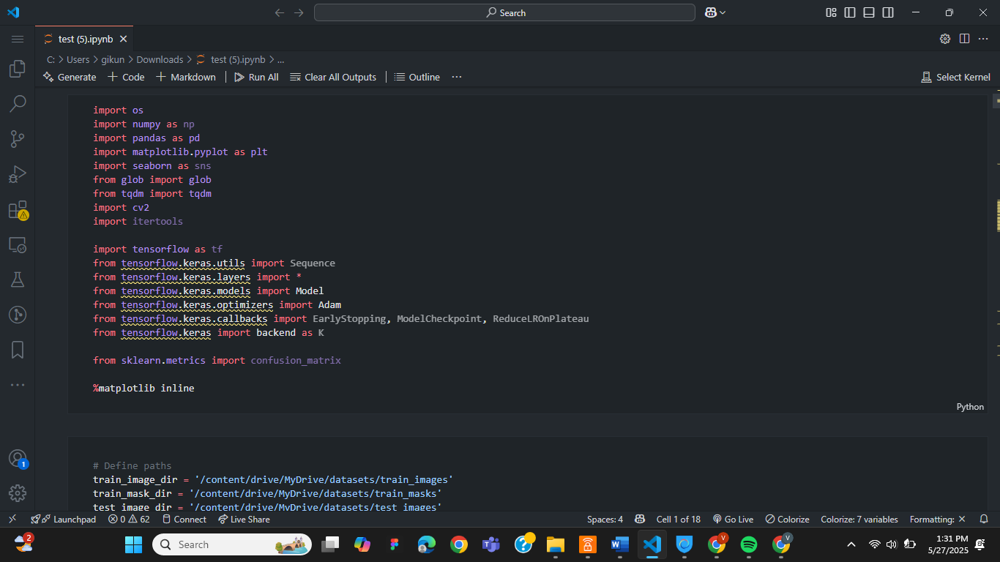 Search
test (5).ipynb
C: > Users > gikun > Downloads > test (5).ipynb > ...
Generate + Code + Markdown | Run All Clear All Outputs | Outline ... Select Kernel
import os
import numpy as np
import pandas as pd
import matplotlib.pyplot as plt
import seaborn as sns
from glob import glob
from tqdm import tqdm
import cv2
import itertools
import tensorflow as tf
from tensorflow.keras.utils import Sequence
from tensorflow.keras.layers import *
from tensorflow.keras.models import Model
from tensorflow.keras.optimizers import Adam
from tensorflow.keras.callbacks import EarlyStopping, ModelCheckpoint, ReduceLROnPlateau
from tensorflow.keras import backend as K
from sklearn.metrics import confusion_matrix
%matplotlib inline
Python
# Define paths
train_image_dir = '/content/drive/MyDrive/datasets/train_images'
train_mask_dir = '/content/drive/MyDrive/datasets/train_masks'
test_image_dir = '/content/drive/MyDrive/datasets/test_images'
1
Launchpad 0 62 Connect Live Share Spaces: 4 Cell 1 of 18 Go Live Colorize Colorize: 7 variables Formatting: ×
2 Search V V 1:31 PM
5/27/2025